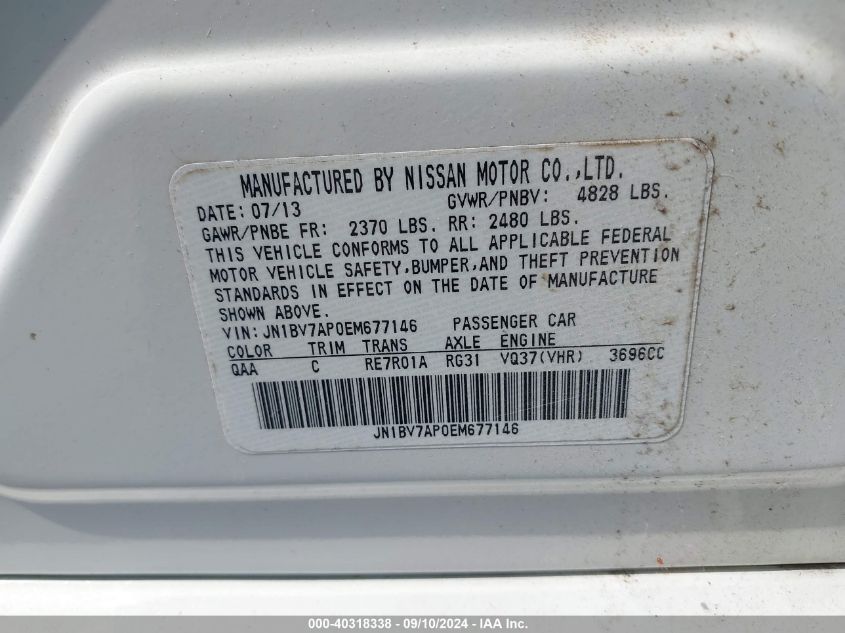 MANUFACTURED BY NISSAN MOTOR CO.,LTD.
DATE: 07/13 GVWR/PNBV: 4828 LBS.
GAWR/PNBE FR: 2370 LBS. RR: 2480 LBS.
THIS VEHICLE CONFORMS TO ALL APPLICABLE FEDERAL
MOTOR VEHICLE SAFETY,BUMPER,AND THEFT PREVENTION
STANDARDS IN EFFECT ON THE DATE OF MANUFACTURE
SHOWN ABOVE.
VIN: JN1BV7AP0EM677146 PASSENGER CAR
COLOR TRIM TRANS AXLE ENGINE
QAA C RE7R01A RG31 VQ37(VHR) 3696CC
JN1BV7AP0EM677146
000-40318338 - 09/10/2024 - IAA Inc.